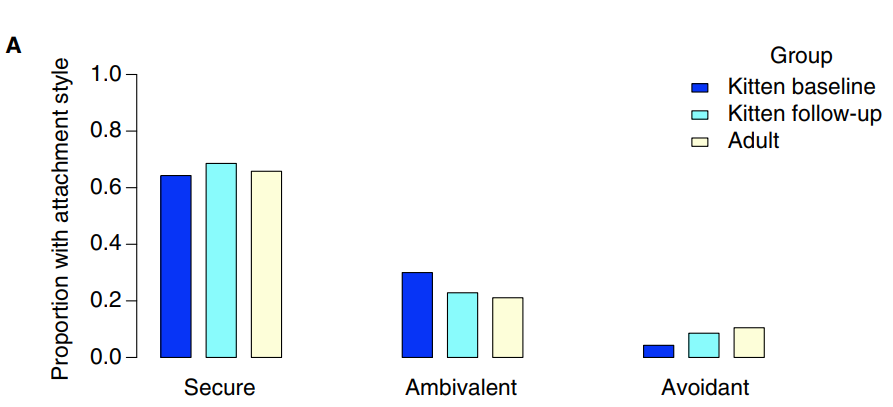 A
Group
Kitten baseline
Kitten follow-up
Adult
Proportion with attachment style
1.0
0.8
0.6
0.4
0.2
0.0
Secure
Ambivalent
Avoidant